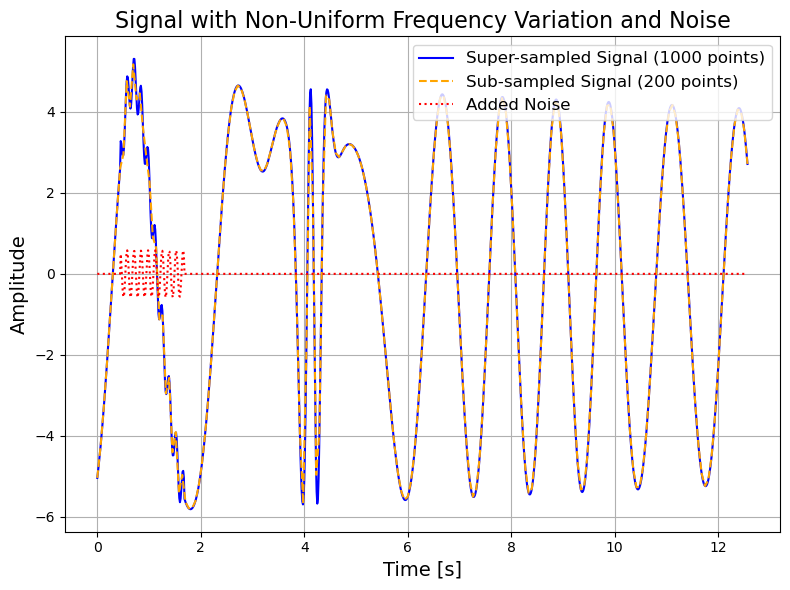 Signal with Non-Uniform Frequency Variation and Noise
Super-sampled Signal (1000 points)
Sub-sampled Signal (200 points)
Added Noise
Amplitude
4
2
0
−2
−4
−6
0
2
4
6
8
10
12
Time [s]